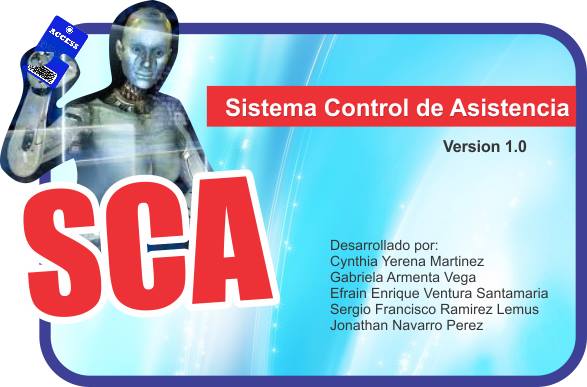 ACCESS
Sistema Control de Asistencia
Version 1.0
SCA
Desarrollado por:
Cynthia Yerena Martinez
Gabriela Armenta Vega
Efrain Enrique Ventura Santamaria
Sergio Francisco Ramirez Lemus
Jonathan Navarro Perez